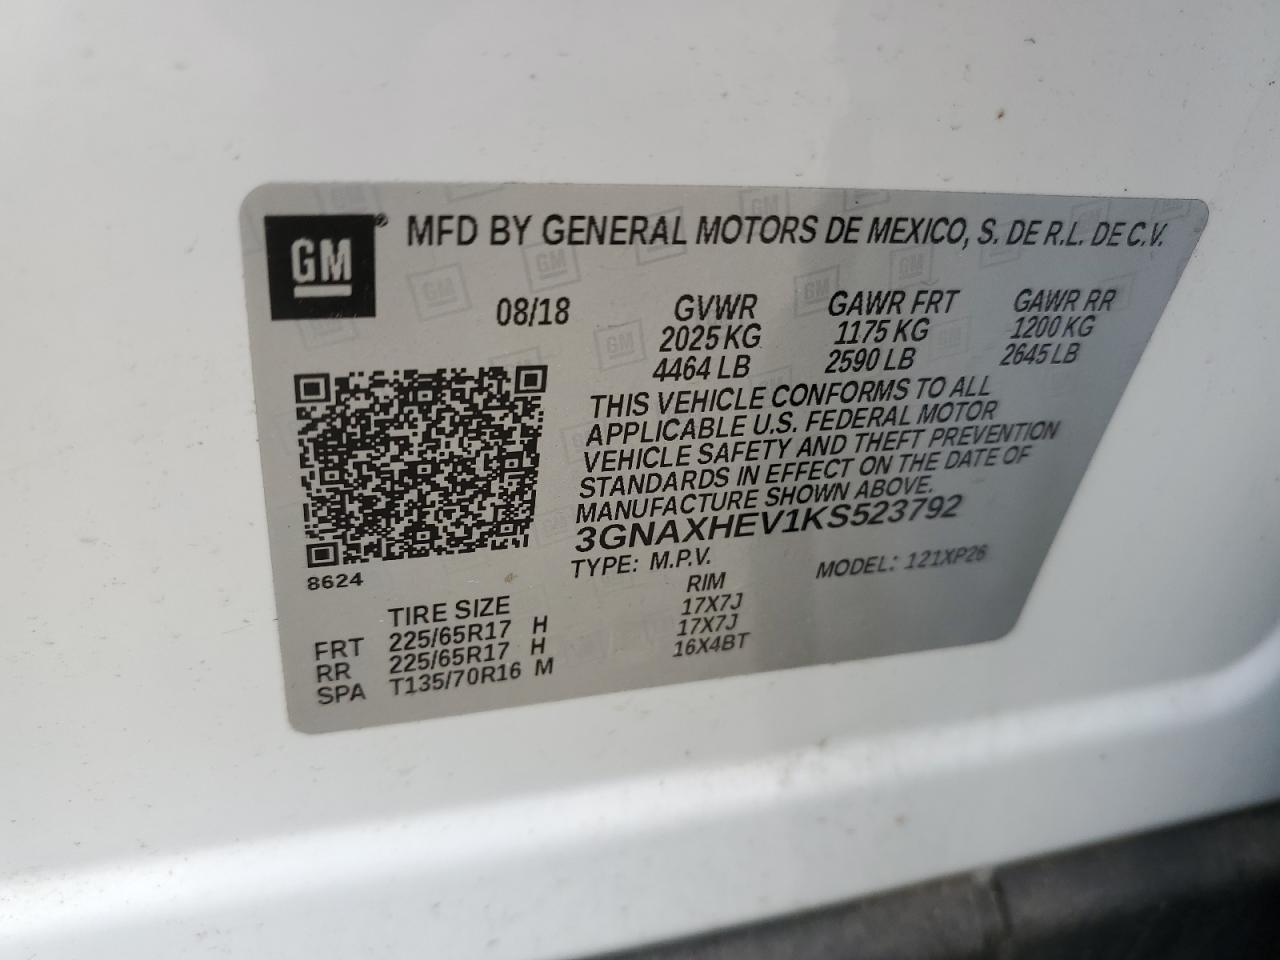 GM® MFD BY GENERAL MOTORS DE MEXICO, S. DE R.L. DE C.V.
08/18 GVWR GAWR FRT GAWR RR
2025 KG 1175 KG 1200 KG
4464 LB 2590 LB 2645 LB
THIS VEHICLE CONFORMS TO ALL
APPLICABLE U.S. FEDERAL MOTOR
VEHICLE SAFETY AND THEFT PREVENTION
STANDARDS IN EFFECT ON THE DATE OF
MANUFACTURE SHOWN ABOVE.
3GNAXHEV1KS523792
TYPE: M.P.V. MODEL: 121XP26
8624
TIRE SIZE RIM
FRT 225/65R17 H 17X7J
RR 225/65R17 H 17X7J
SPA T135/70R16 M 16X4BT